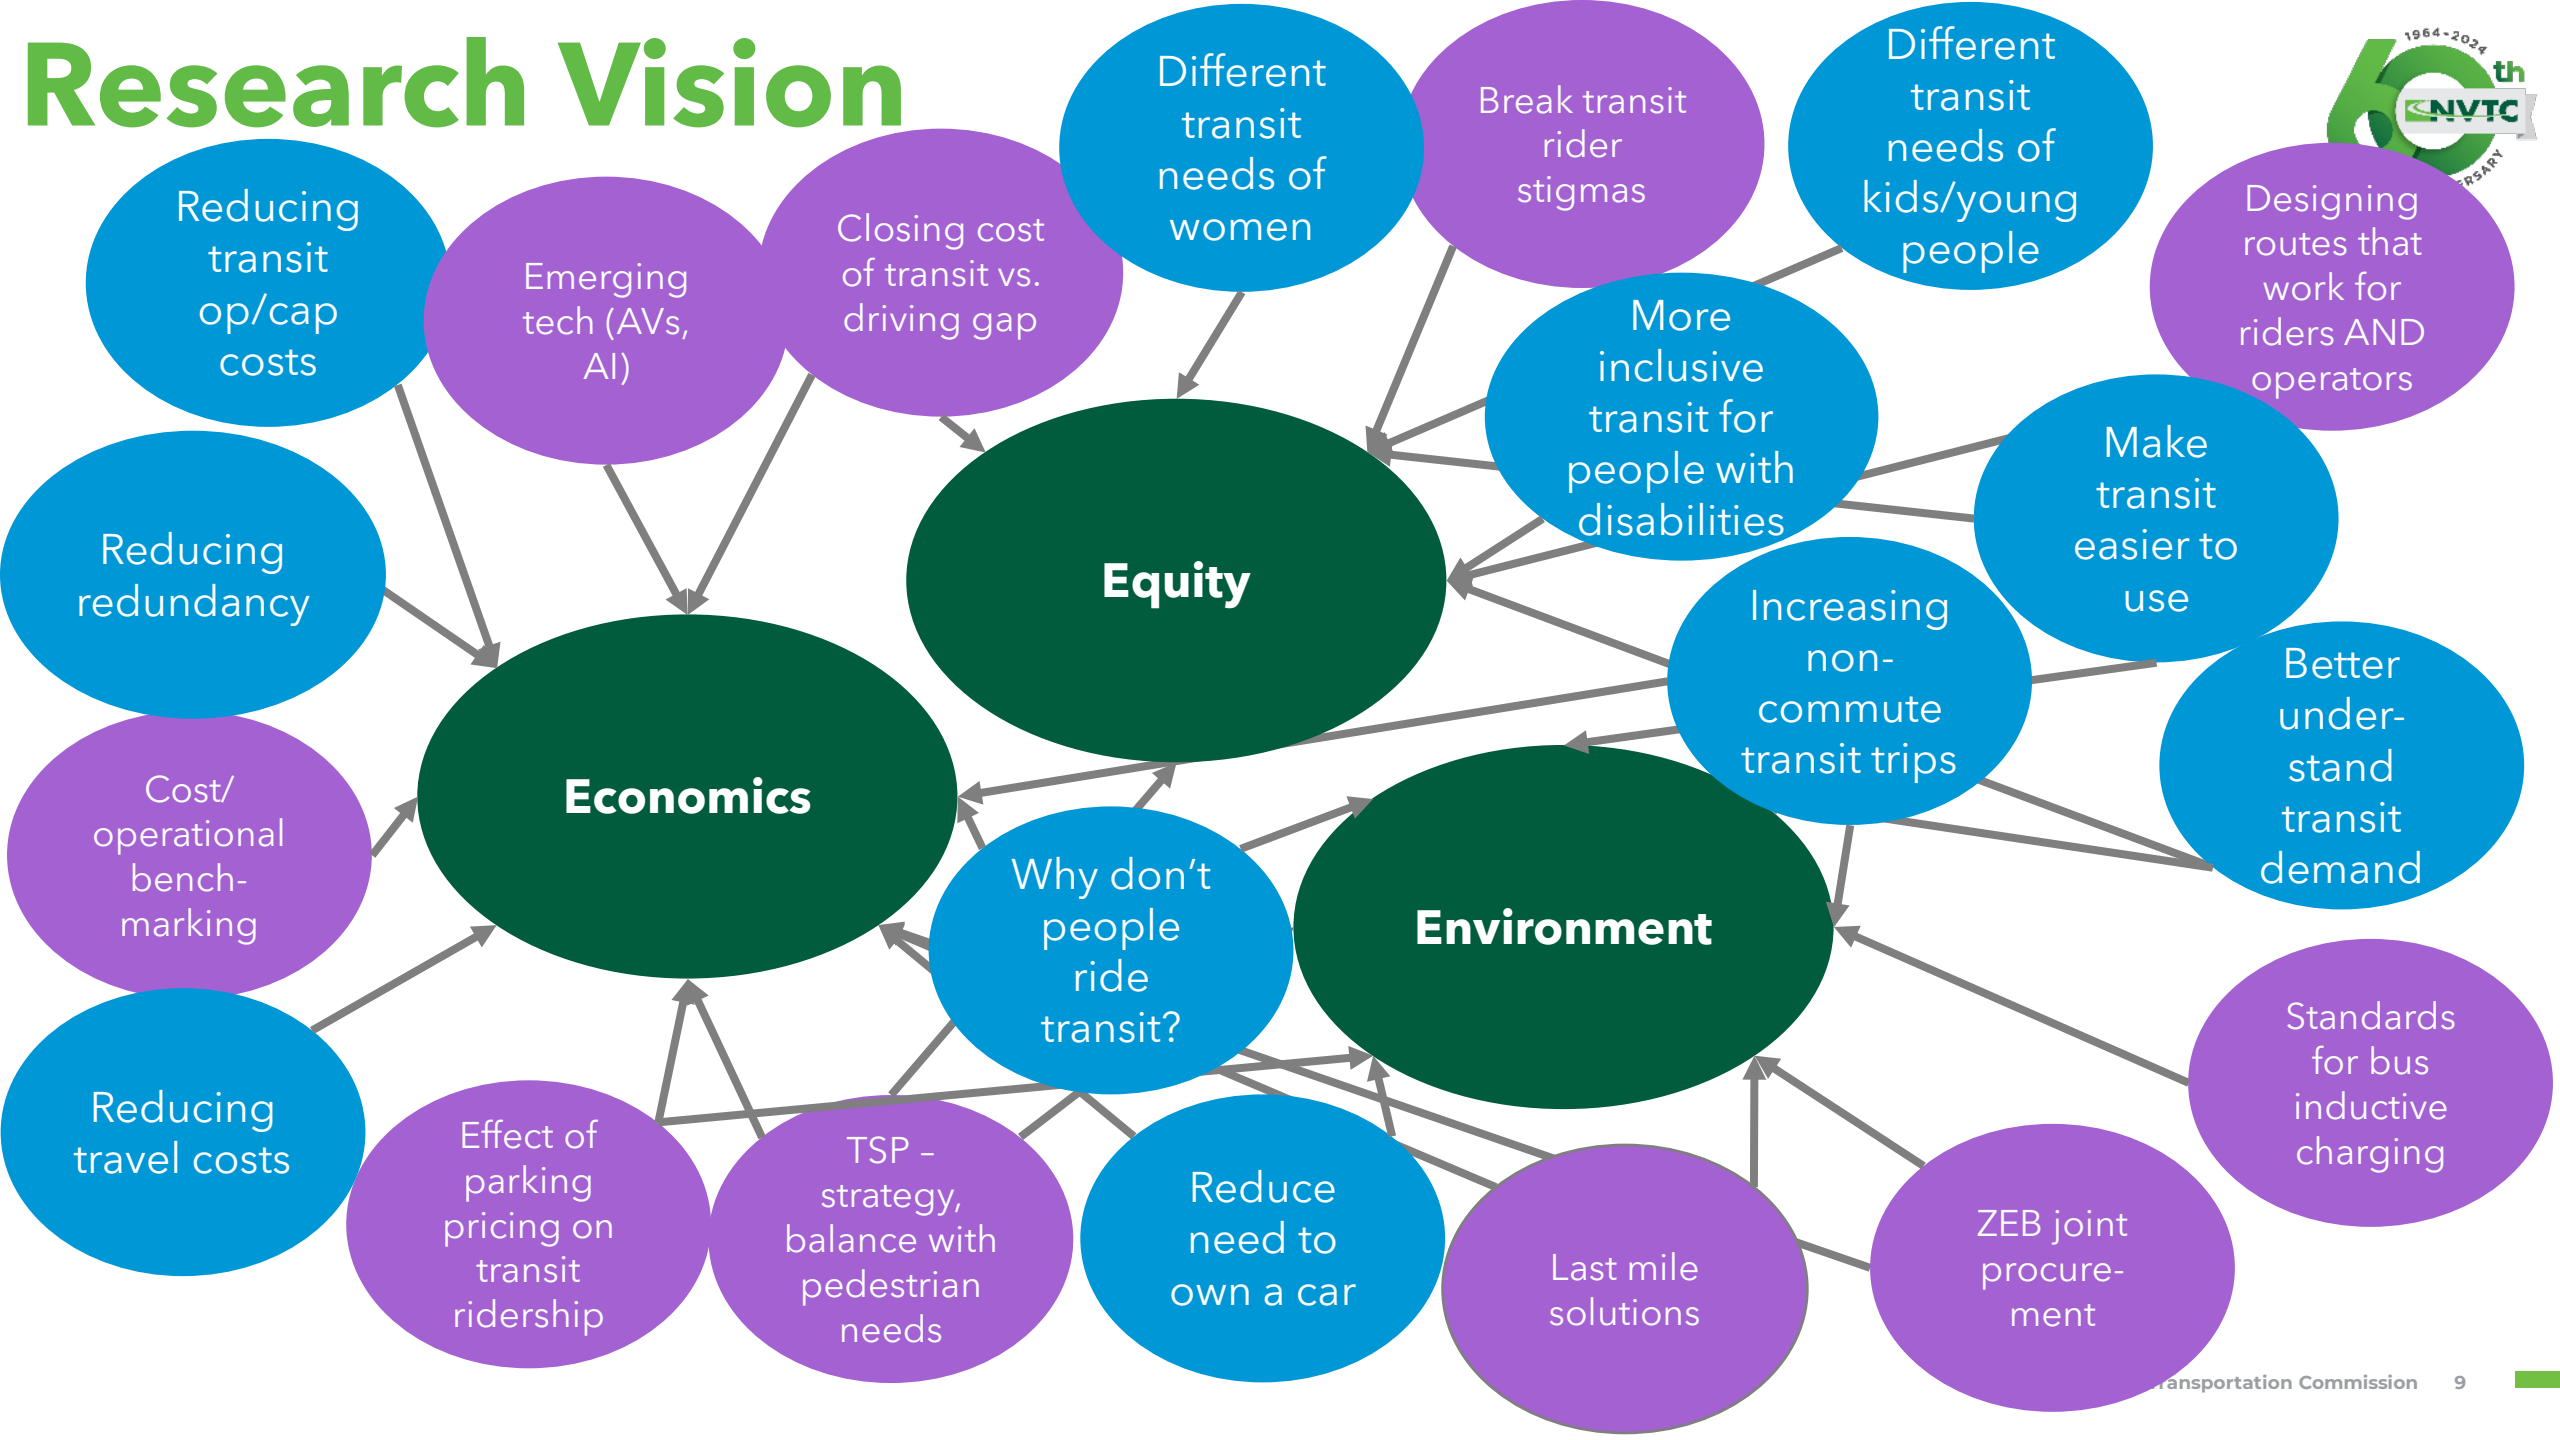 Research Vision
1964-2024
th
NVTC
Different
transit
needs of
women
Break transit
rider
stigmas
Different
transit
needs of
kids/young
people
Designing
routes that
work for
riders AND
operators
Reducing
transit
op/cap
costs
Emerging
tech (AVs,
AI)
Closing cost
of transit vs.
driving gap
More
inclusive
transit for
people with
disabilities
Make
transit
easier to
use
Reducing
redundancy
Equity
Increasing
non-
commute
transit trips
Better
under-
stand
transit
demand
Economics
Cost/
operational
bench-
marking
Why don’t
people
ride
transit?
Environment
Standards
for bus
inductive
charging
Reducing
travel costs
Effect of
parking
pricing on
transit
ridership
TSP –
strategy,
balance with
pedestrian
needs
Reduce
need to
own a car
Last mile
solutions
ZEB joint
procure-
ment
Commission 9